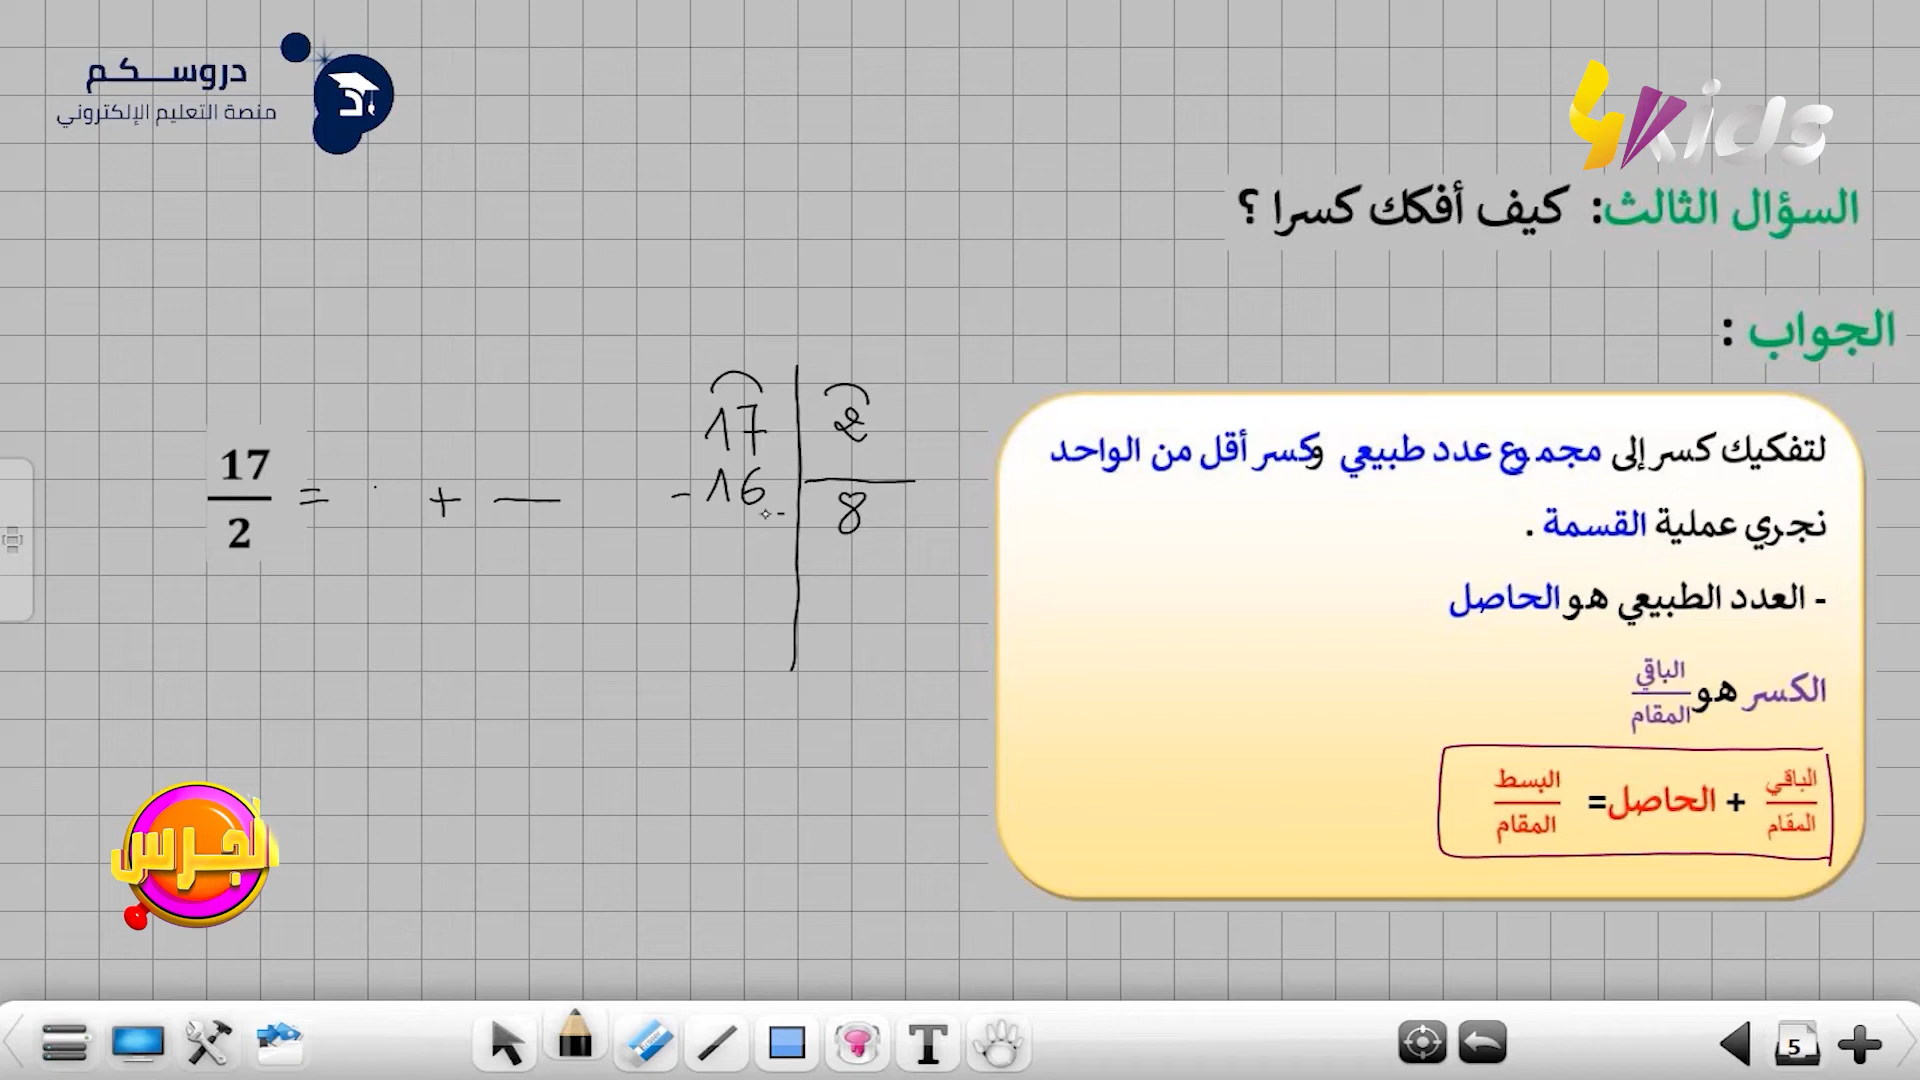 دروسكم
منصة التعليم الإلكتروني
4Kids
السؤال الثالث: كيف أفكك كسرا ؟
الجواب :
لتفكيك كسر إلى مجموع عدد طبيعي وكسر أقل من الواحد
نجري عملية القسمة .
- العدد الطبيعي هو الحاصل
الكسر هو الباقي / المقام
البسط / المقام = الحاصل + الباقي / المقام
17 / 2 = . + —
17 | 2
- 16 | 8
-
الجرس
T
5